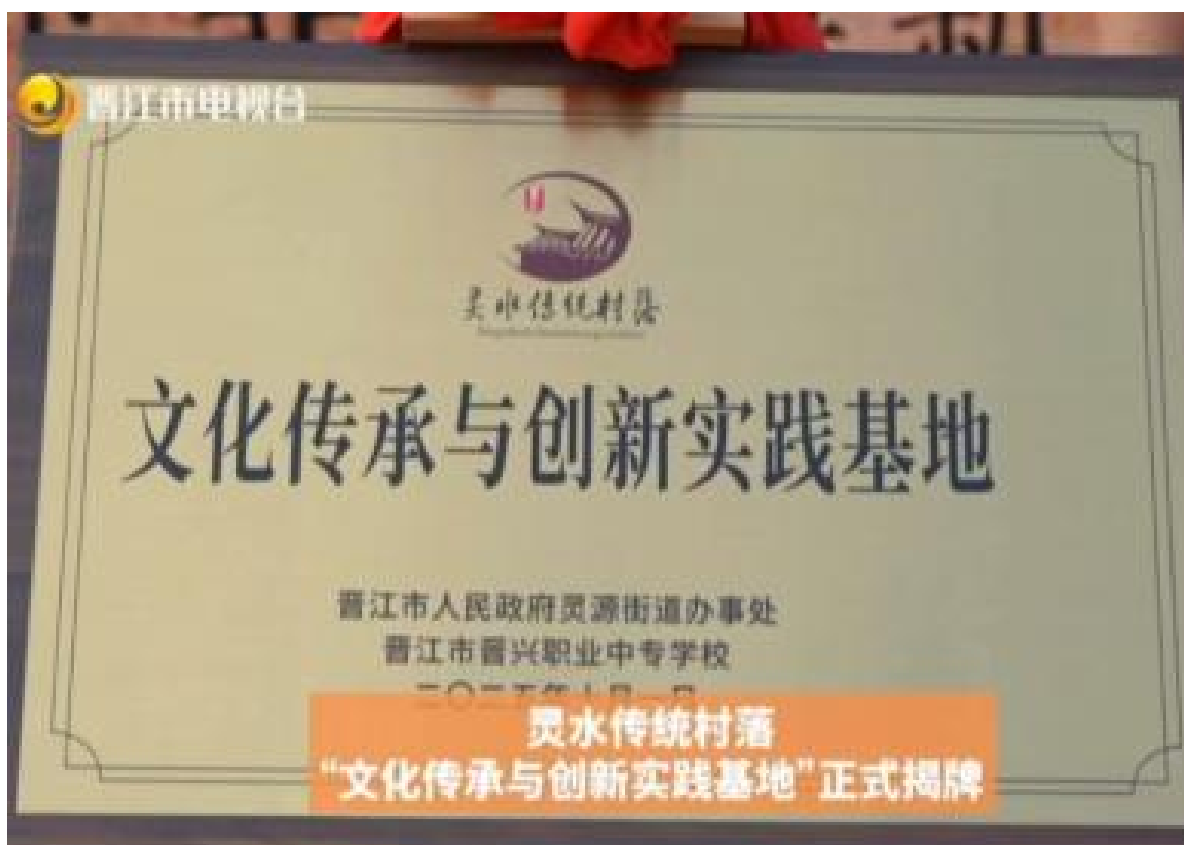 晋江市电视台
灵水传统村落
文化传承与创新实践基地
晋江市人民政府灵源街道办事处
晋江市晋兴职业中专学校
灵水传统村落
“文化传承与创新实践基地”正式揭牌